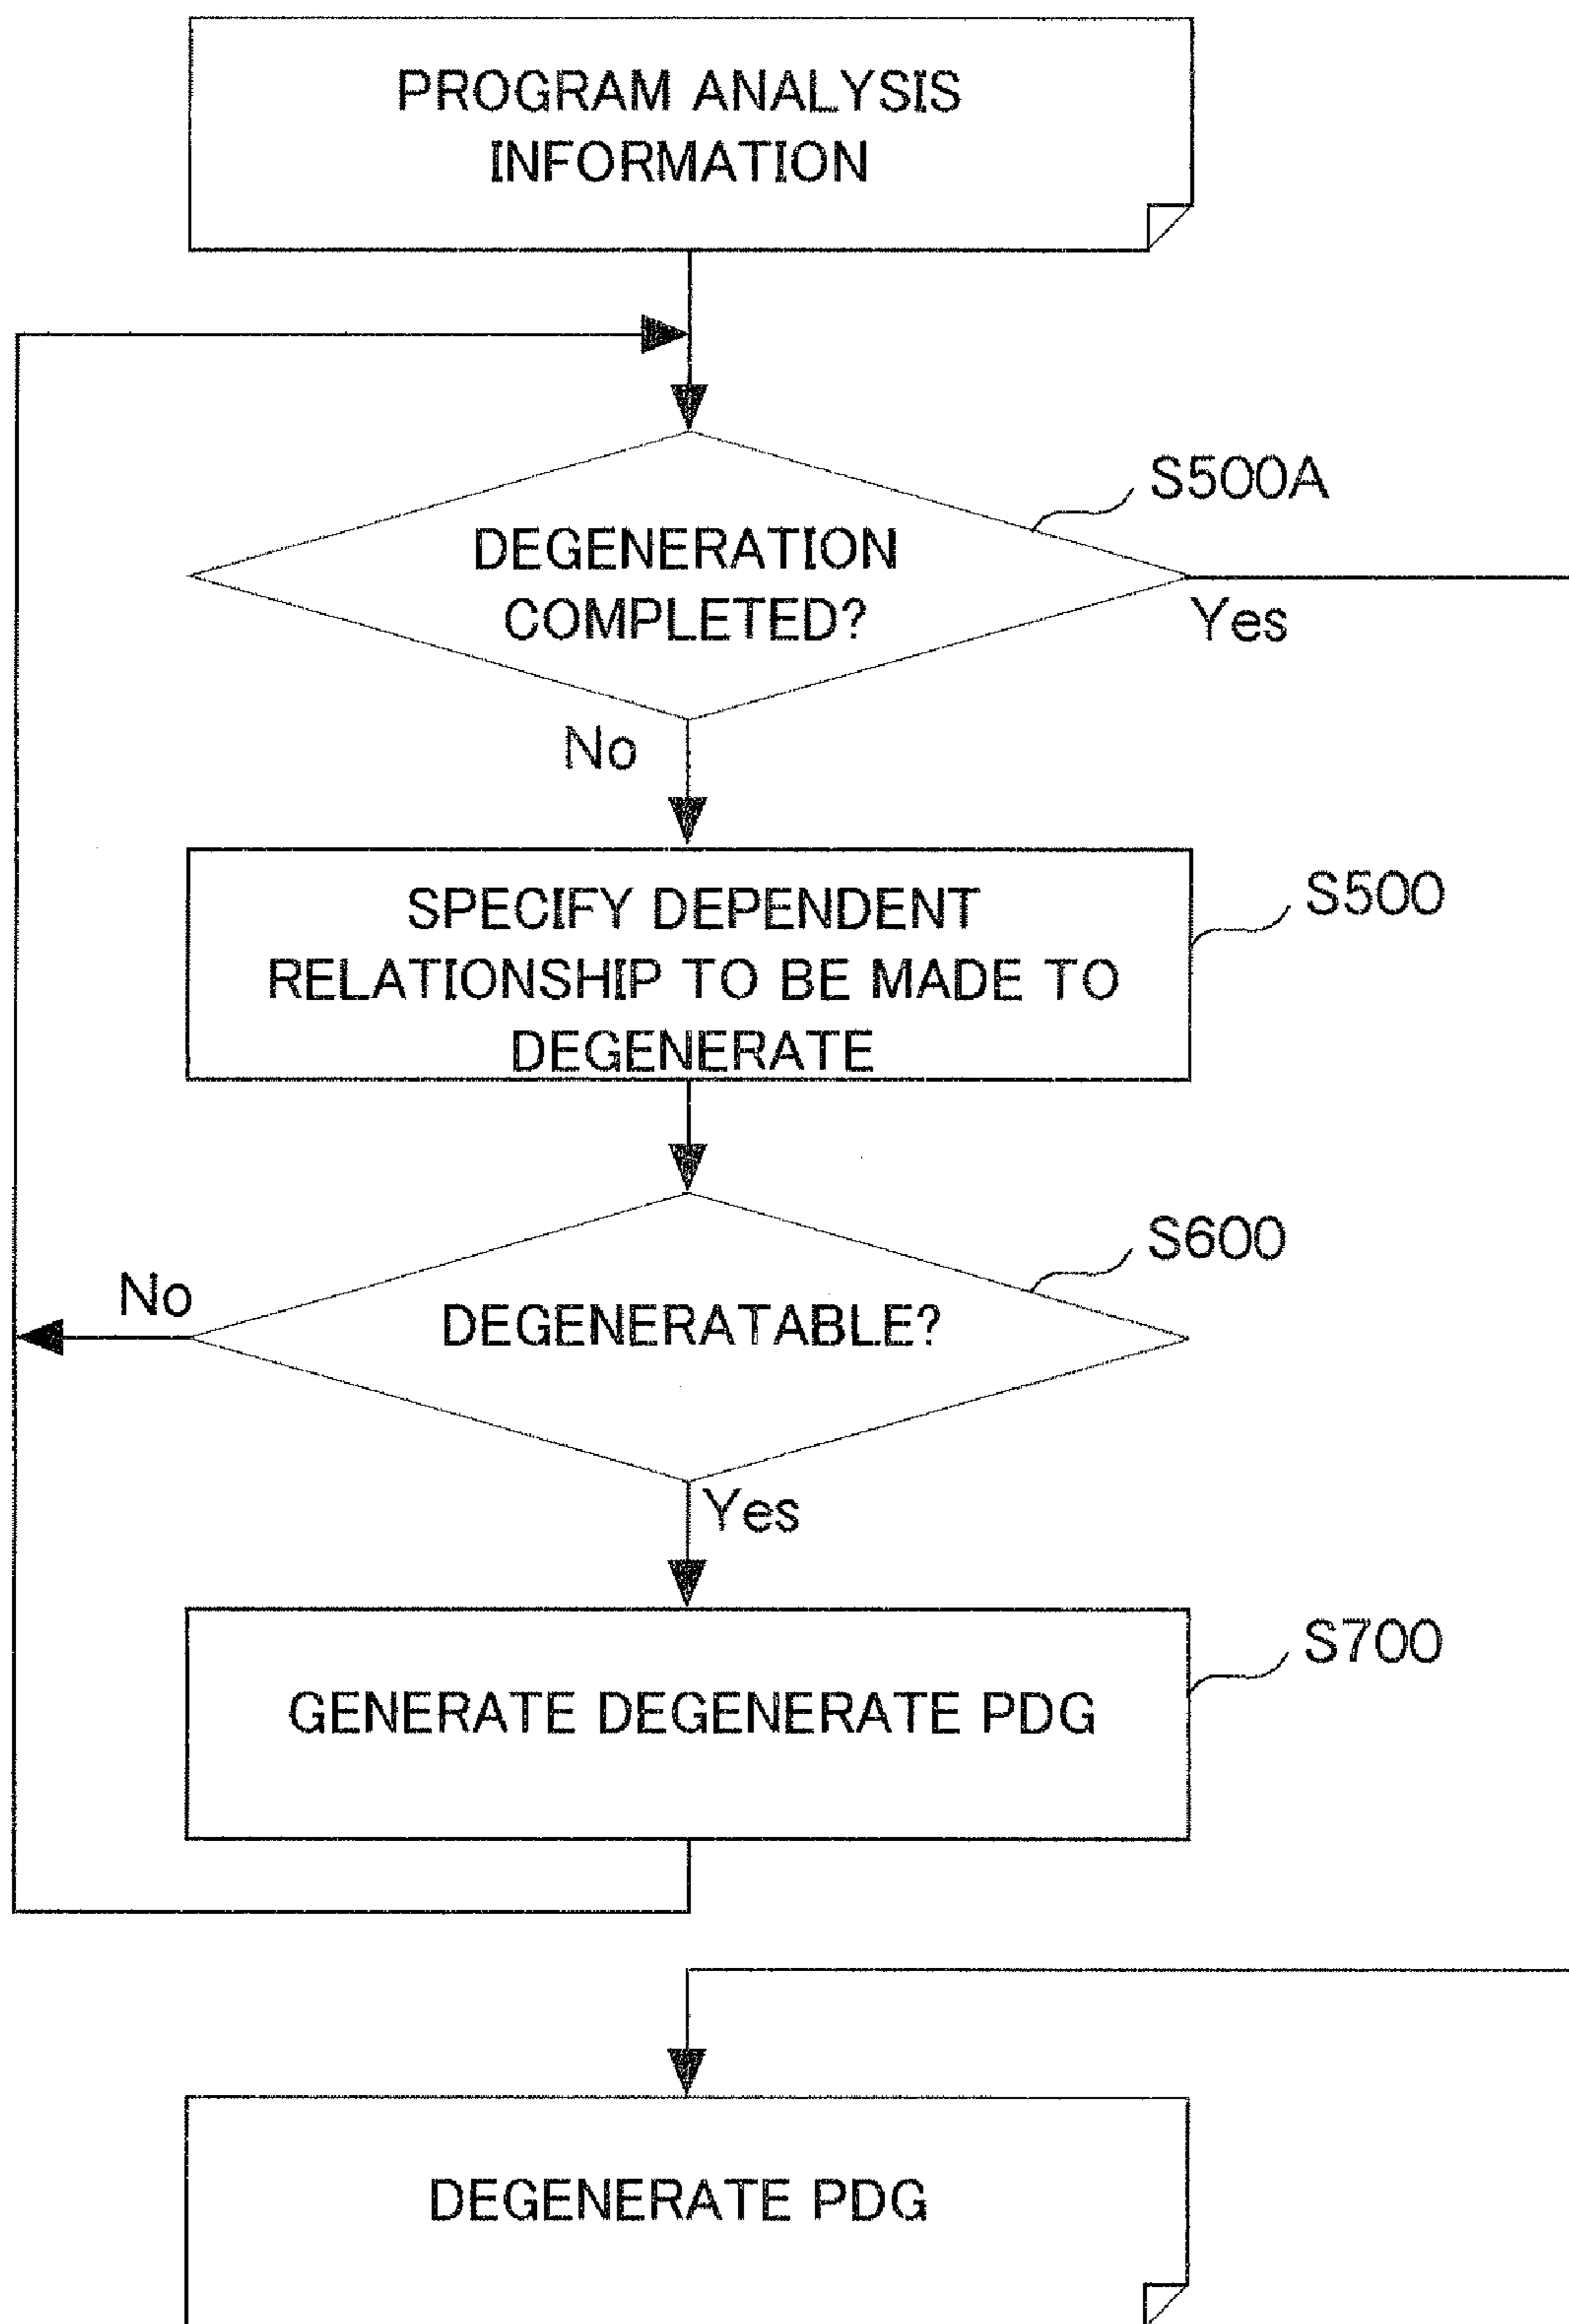 PROGRAM ANALYSIS
INFORMATION
S500A
DEGENERATION
COMPLETED?
Yes
No
SPECIFY DEPENDENT
RELATIONSHIP TO BE MADE TO
DEGENERATE
S500
S600
No
DEGENERATABLE?
Yes
S700
GENERATE DEGENERATE PDG
DEGENERATE PDG